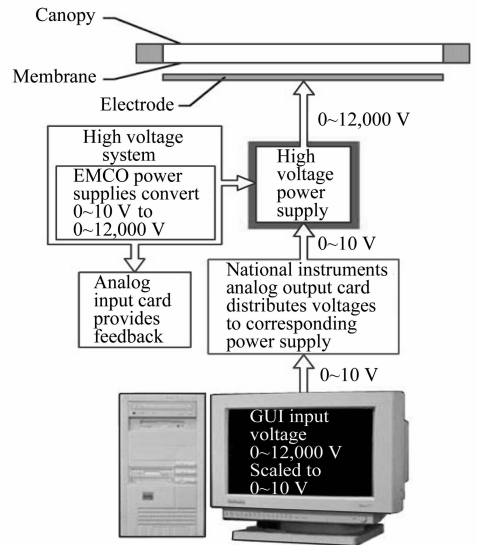 Canopy
Membrane
Electrode
0~12,000 V
High voltage
system
EMCO power
supplies convert
0~10 V to
0~12,000 V
High
voltage
power
supply
0~10 V
Analog
input card
provides
feedback
National instruments
analog output card
distributes voltages
to corresponding
power supply
0~10 V
GUI input
voltage
0~12,000 V
Scaled to
0~10 V